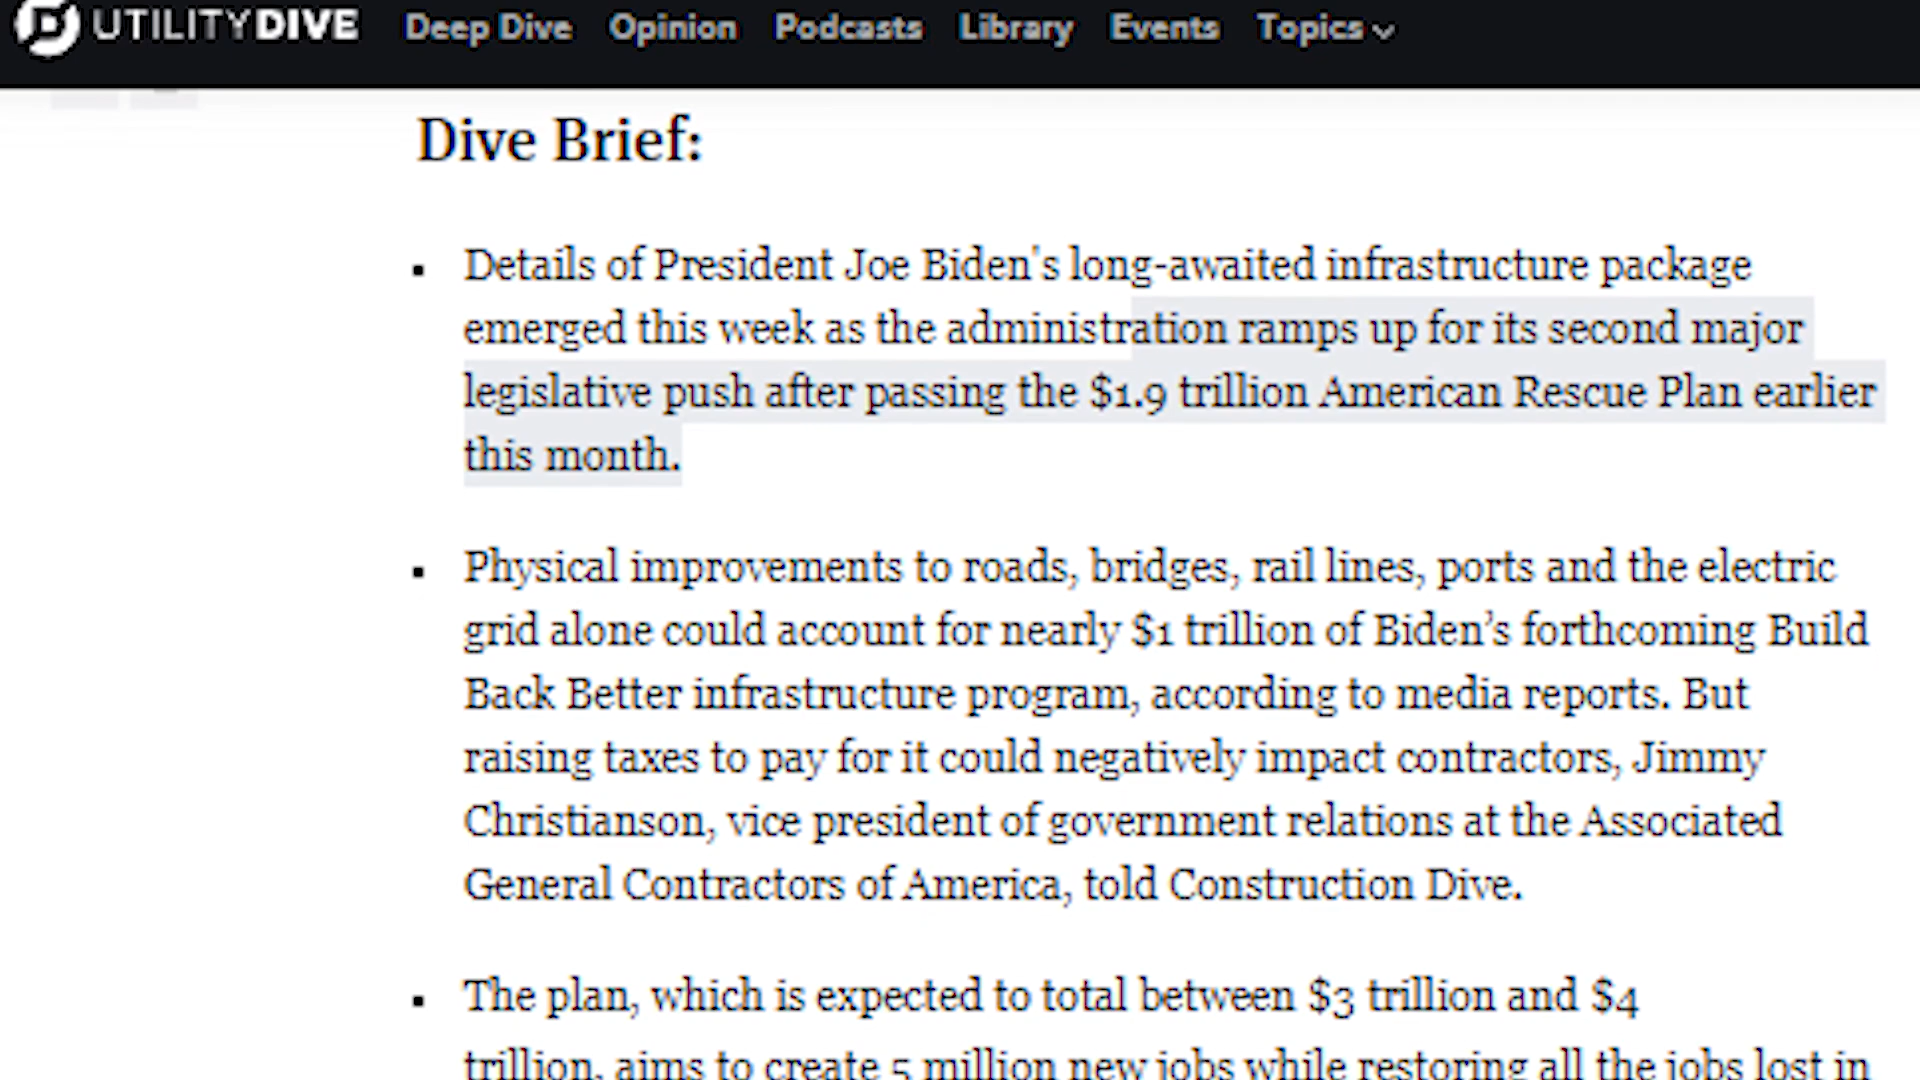 UTILITYDIVE Deep Dive Opinion Podcasts Library Events Topics
Dive Brief:
▪ Details of President Joe Biden's long-awaited infrastructure package
emerged this week as the administration ramps up for its second major
legislative push after passing the $1.9 trillion American Rescue Plan earlier
this month.
▪ Physical improvements to roads, bridges, rail lines, ports and the electric
grid alone could account for nearly $1 trillion of Biden’s forthcoming Build
Back Better infrastructure program, according to media reports. But
raising taxes to pay for it could negatively impact contractors, Jimmy
Christianson, vice president of government relations at the Associated
General Contractors of America, told Construction Dive.
▪ The plan, which is expected to total between $3 trillion and $4
trillion, aims to create 5 million new jobs while restoring all the jobs lost in